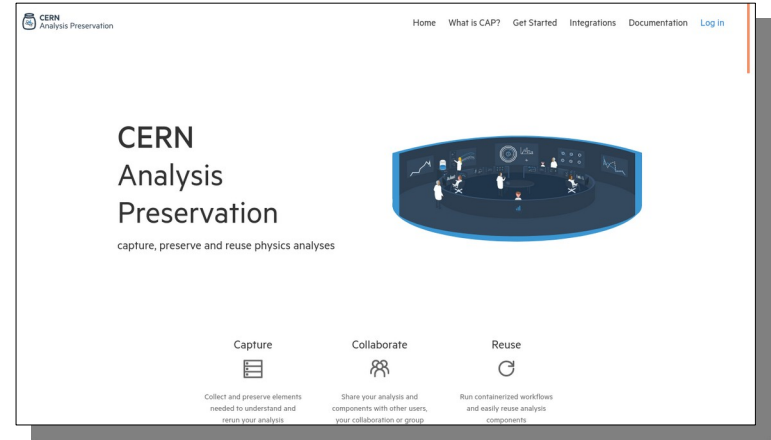 CERN
Analysis Preservation
Home What is CAP? Get Started Integrations Documentation Log in
CERN
Analysis
Preservation
capture, preserve and reuse physics analyses
Capture
Collect and preserve elements
needed to understand and
rerun your analysis
Collaborate
Share your analysis and
components with other users,
your collaboration or group
Reuse
Run containerized workflows
and easily reuse analysis
components